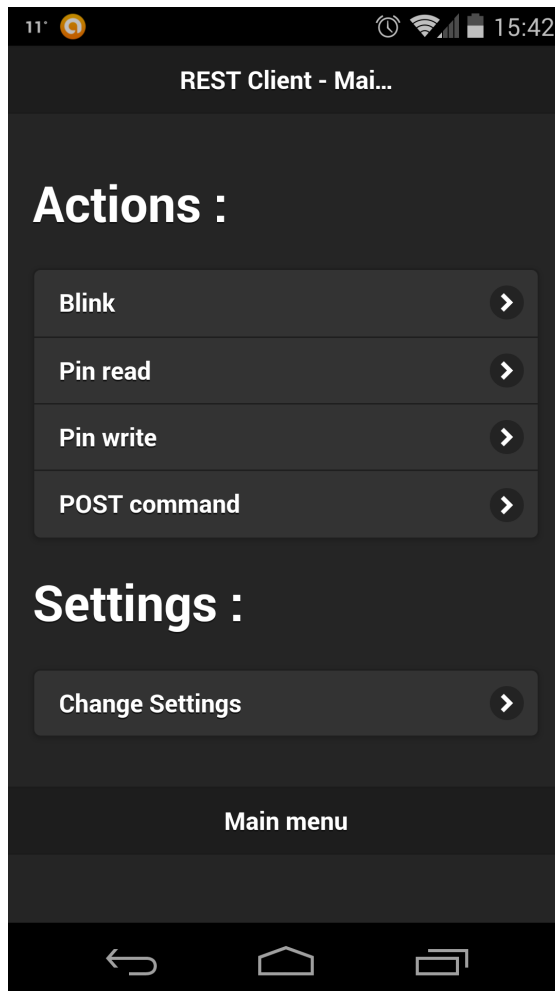 11°
15:42
REST Client - Mai...
Actions :
Blink
Pin read
Pin write
POST command
Settings :
Change Settings
Main menu